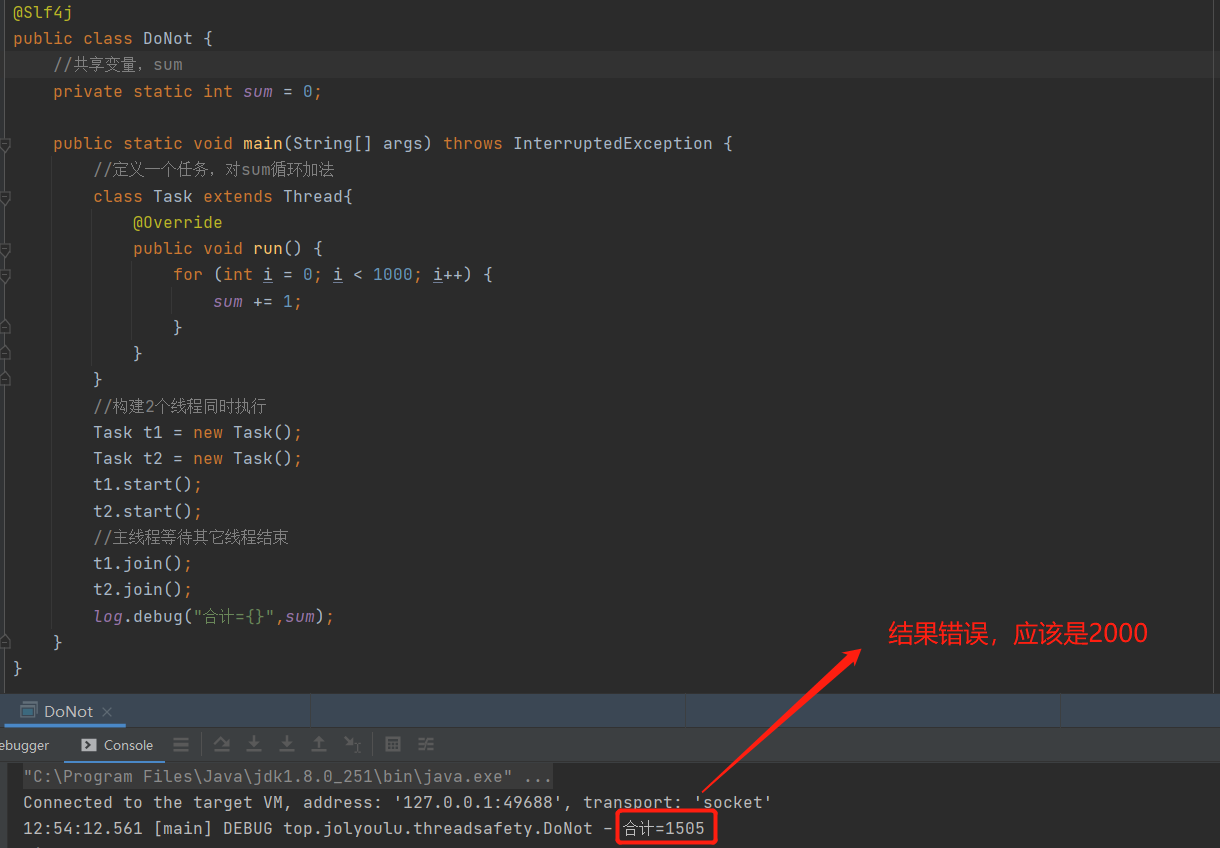 @Slf4j
public class DoNot {
//共享变量，sum
private static int sum = 0;
public static void main(String[] args) throws InterruptedException {
//定义一个任务，对sum循环加法
class Task extends Thread{
@Override
public void run() {
for (int i = 0; i < 1000; i++) {
sum += 1;
}
}
}
//构建2个线程同时执行
Task t1 = new Task();
Task t2 = new Task();
t1.start();
t2.start();
//主线程等待其它线程结束
t1.join();
t2.join();
log.debug("合计={}",sum);
}
}
结果错误，应该是2000
DoNot
ebugger Console
"C:\Program Files\Java\jdk1.8.0_251\bin\java.exe" ...
Connected to the target VM, address: '127.0.0.1:49688', transport: 'socket'
12:54:12.561 [main] DEBUG top.jolyoulu.threadsafety.DoNot - 合计=1505